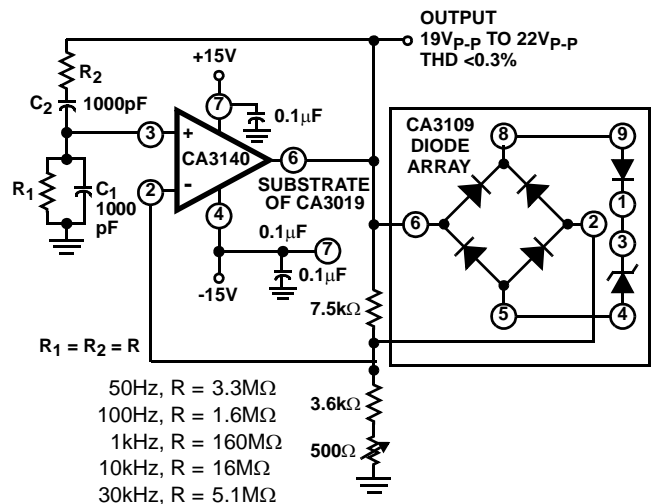 OUTPUT
19VP-P TO 22VP-P
THD <0.3%
+15V
R2
C2 1000pF
7
0.1μF
3
+
CA3140
6
2
-
SUBSTRATE
OF CA3019
R1
C1
1000
pF
4
0.1μF
7
0.1μF
-15V
CA3109
DIODE
ARRAY
8
9
6
2
1
3
5
4
7.5kΩ
R1 = R2 = R
50Hz, R = 3.3MΩ
100Hz, R = 1.6MΩ
1kHz, R = 160MΩ
10kHz, R = 16MΩ
30kHz, R = 5.1MΩ
3.6kΩ
500Ω